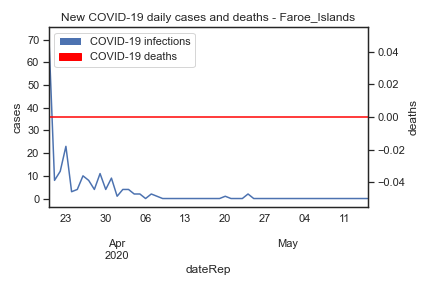 New COVID-19 daily cases and deaths - Faroe_Islands
COVID-19 infections
COVID-19 deaths
70
60
50
40
30
20
10
0
cases
0.04
0.02
0.00
−0.02
−0.04
deaths
23 30 06 13 20 27 04 11
Apr May
2020
dateRep